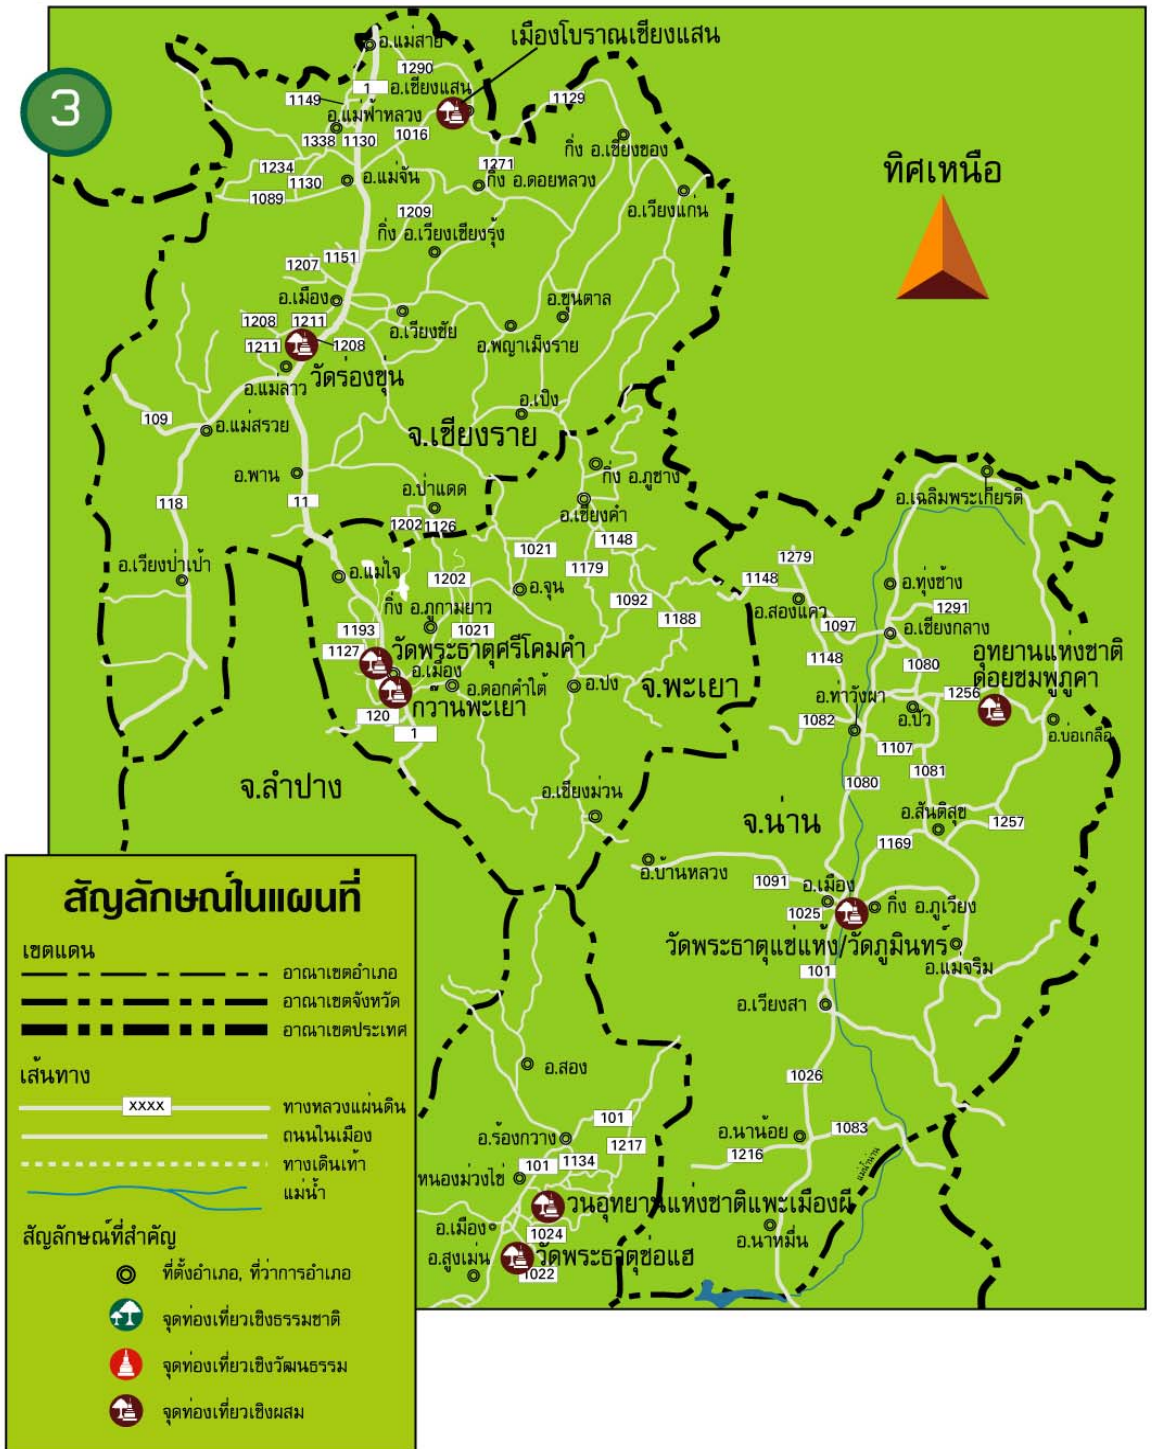 3
อ.แม่สาย
เมืองโบราณเชียงแสน
1290
1
อ.เชียงแสน
1149
1129
อ.แม่ฟ้าหลวง
1338
1130
1016
กิ่ง อ.เชียงของ
1234
1271
ทิศเหนือ
1130
อ.แม่จัน
กิ่ง อ.ดอยหลวง
1089
อ.เวียงแก่น
1209
กิ่ง อ.เวียงเชียงรุ้ง
1207
1151
อ.เมือง
อ.ขุนตาล
1208
1211
อ.เวียงชัย
1211
1208
อ.พญาเม็งราย
อ.แม่ลาว
วัดร่องขุ่น
อ.เปิง
109
อ.แม่สรวย
จ.เชียงราย
อ.พาน
กิ่ง อ.ภูซาง
อ.ป่าแดด
อ.เฉลิมพระเกียรติ
118
11
อ.เชียงคำ
1202
1126
1148
1021
อ.เวียงป่าเป้า
1279
อ.แม่ใจ
1202
1179
1148
อ.ทุ่งช้าง
อ.จุน
กิ่ง อ.ภูกามยาว
1092
อ.สองแคว
1291
1193
1021
1188
1097
อ.เชียงกลาง
1127
วัดพระธาตุศรีโคมคำ
1148
1080
อุทยานแห่งชาติ
ดอยชมพูภูคา
อ.เมือง
อ.ดอกคำใต้
อ.ปง
จ.พะเยา
อ.ท่าวังผา
1256
กว๊านพะเยา
120
1082
อ.ปัว
อ.บ่อเกลือ
1
1107
1081
จ.ลำปาง
1080
อ.เชียงม่วน
จ.น่าน
อ.สันติสุข
1257
1169
อ.บ้านหลวง
1091
อ.เมือง
1025
กิ่ง อ.ภูเวียง
วัดพระธาตุแช่แห้ง/วัดภูมินทร์
อ.แม่จริม
101
อ.เวียงสา
อ.สอง
1026
101
อ.ร้องกวาง
1217
อ.นาน้อย
1083
1134
1216
101
หนองม่วงไข่
แม่น้ำน่าน
วนอุทยานแห่งชาติแพะเมืองผี
อ.เมือง
1024
อ.นาหมื่น
อ.สูงเม่น
วัดพระธาตุช่อแฮ
1022
สัญลักษณ์ในแผนที่
เขตแดน
อาณาเขตอำเภอ
อาณาเขตจังหวัด
อาณาเขตประเทศ
เส้นทาง
XXXX
ทางหลวงแผ่นดิน
ถนนในเมือง
ทางเดินเท้า
แม่น้ำ
สัญลักษณ์ที่สำคัญ
ที่ตั้งอำเภอ, ที่ว่าการอำเภอ
จุดท่องเที่ยวเชิงธรรมชาติ
จุดท่องเที่ยวเชิงวัฒนธรรม
จุดท่องเที่ยวเชิงผสม